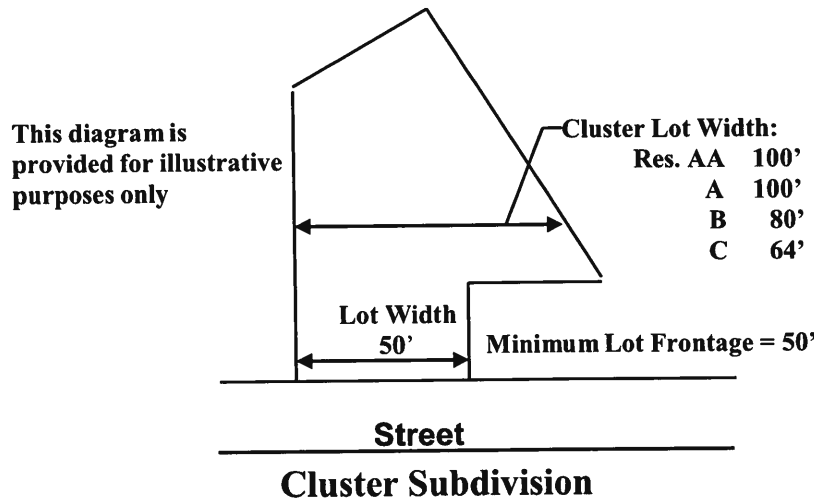 This diagram is
provided for illustrative
purposes only
Cluster Lot Width:
Res. AA 100’
A 100’
B 80’
C 64’
Lot Width
50’
Minimum Lot Frontage = 50’
Street
Cluster Subdivision